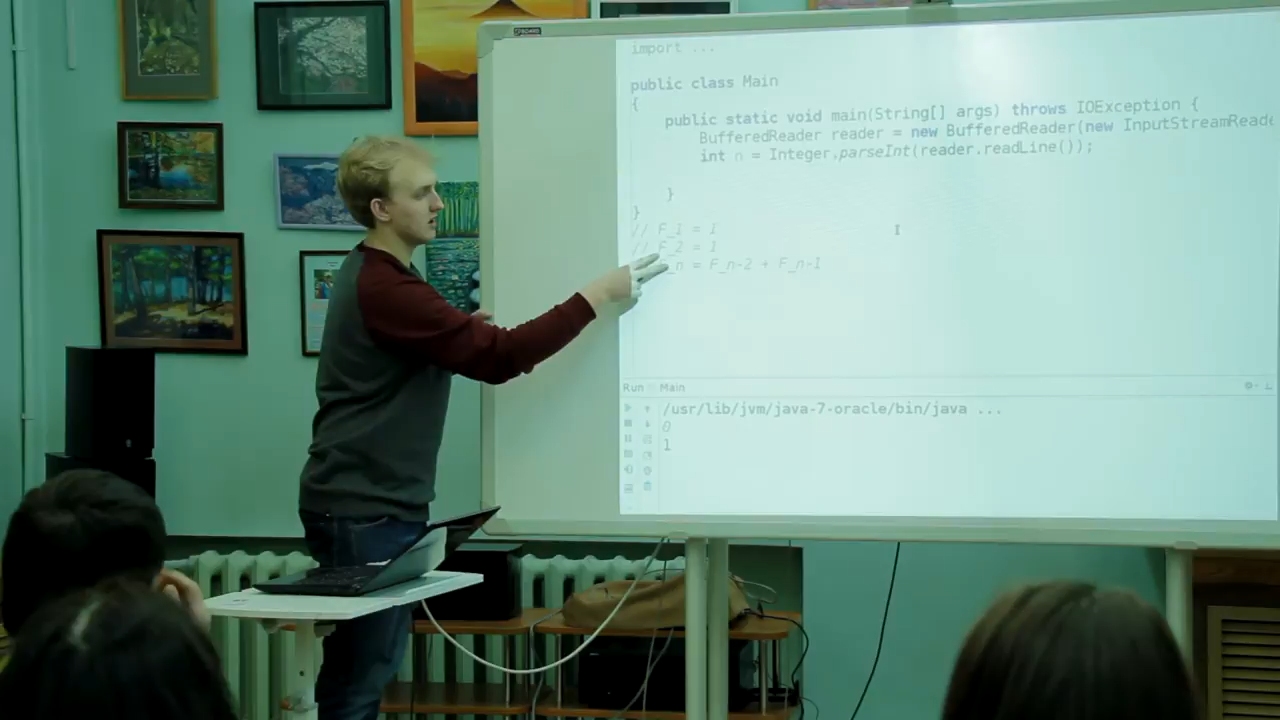 import ...
public class Main
{
public static void main(String[] args) throws IOException {
BufferedReader reader = new BufferedReader(new InputStreamReade
int n = Integer.parseInt(reader.readLine());
}
}
// F_1 = 1
// F_2 = 1
_n = F_n-2 + F_n-1
Run Main
/usr/lib/jvm/java-7-oracle/bin/java ...
0
1